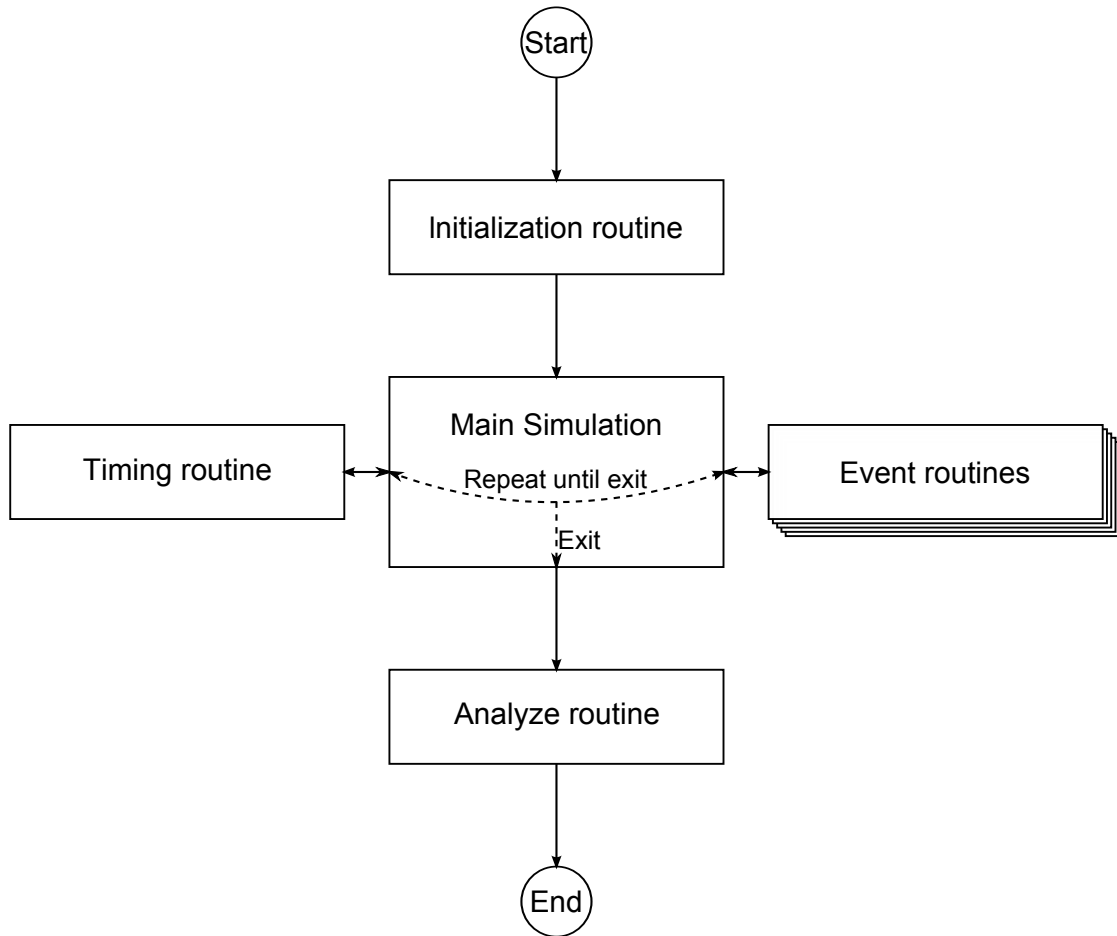 Start
Initialization routine
Main Simulation
Timing routine
Repeat until exit
Event routines
Exit
Analyze routine
End